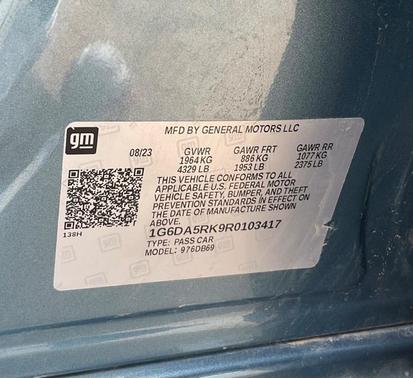 gm
MFD BY GENERAL MOTORS LLC
08/23 GVWR GAWR FRT GAWR RR
1964 KG 886 KG 1077 KG
4329 LB 1953 LB 2375 LB
THIS VEHICLE CONFORMS TO ALL
APPLICABLE U.S. FEDERAL MOTOR
VEHICLE SAFETY, BUMPER, AND THEFT
PREVENTION STANDARDS IN EFFECT ON
THE DATE OF MANUFACTURE SHOWN
ABOVE.
1G6DA5RK9R0103417
138H
TYPE: PASS CAR
MODEL: 976DB69